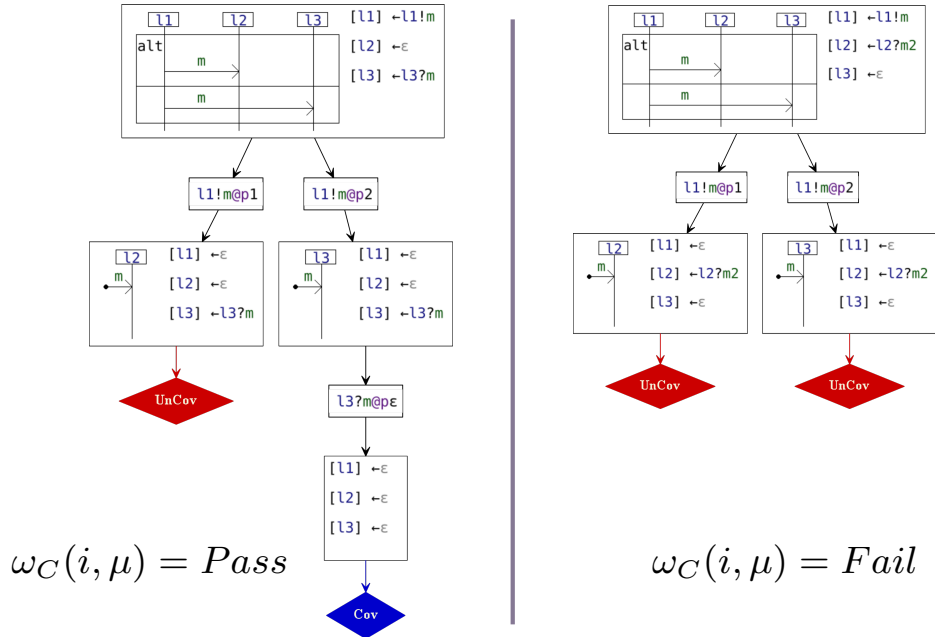 l1 l2 l3
alt
m
m
[l1] ←l1!m
[l2] ←ε
[l3] ←l3?m
l1!m@p1
l1!m@p2
l2
m
[l1] ←ε
[l2] ←ε
[l3] ←l3?m
l3
m
[l1] ←ε
[l2] ←ε
[l3] ←l3?m
UnCov
l3?m@pε
[l1] ←ε
[l2] ←ε
[l3] ←ε
Cov
ω_C(i, μ) = Pass
l1 l2 l3
alt
m
m
[l1] ←l1!m
[l2] ←l2?m2
[l3] ←ε
l1!m@p1
l1!m@p2
l2
m
[l1] ←ε
[l2] ←l2?m2
[l3] ←ε
l3
m
[l1] ←ε
[l2] ←l2?m2
[l3] ←ε
UnCov
UnCov
ω_C(i, μ) = Fail